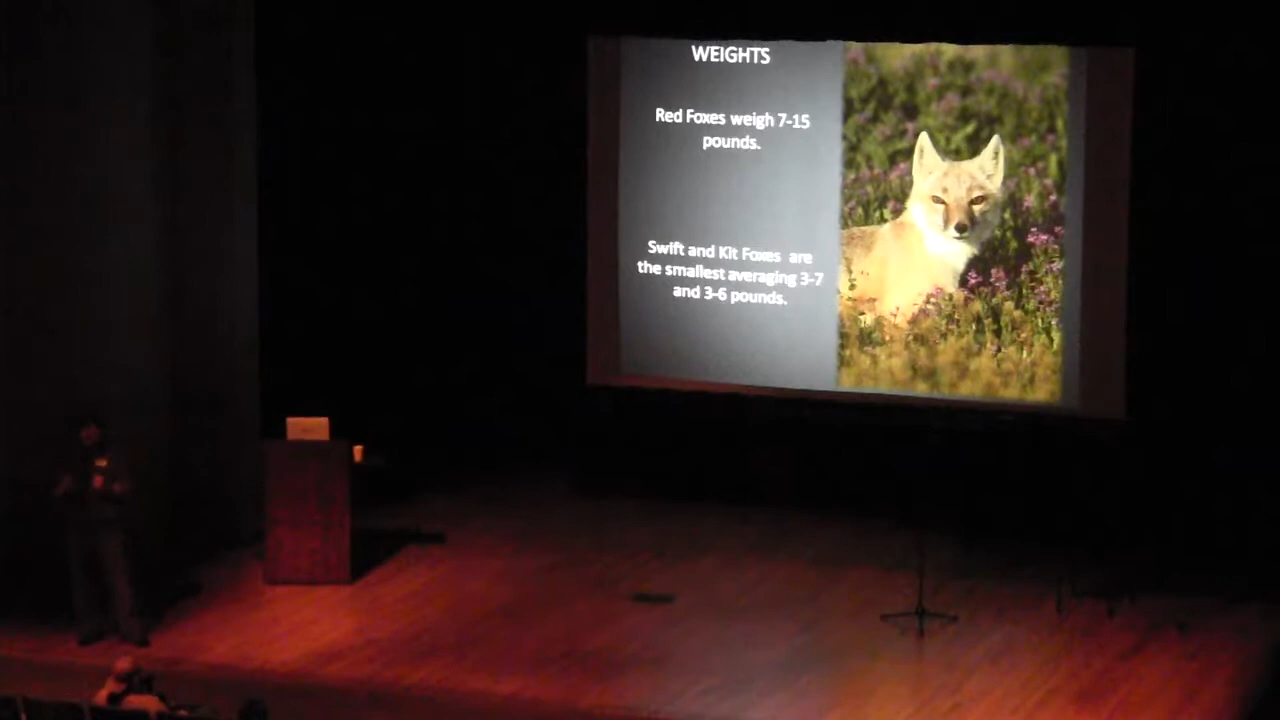 WEIGHTS
Red Foxes weigh 7-15
pounds.
Swift and Kit Foxes are
the smallest averaging 3-7
and 3-6 pounds.